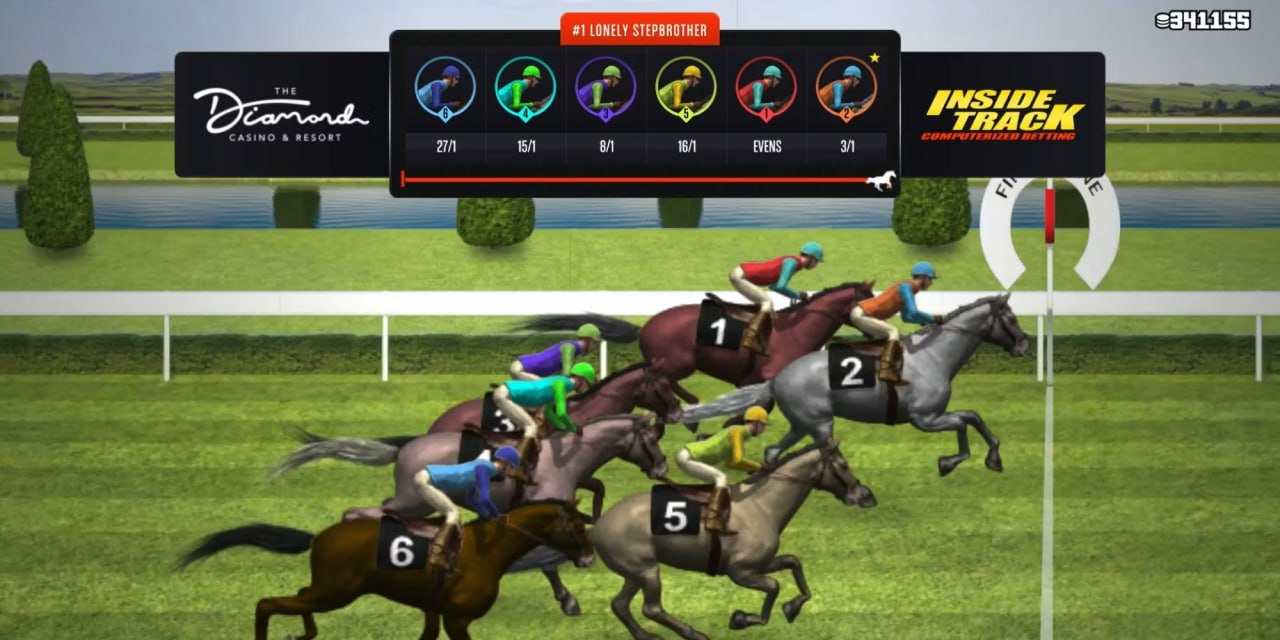 #1 LONELY STEPBROTHER
341155
THE
Diamond
CASINO & RESORT
6 4 3 5 1 2
27/1 15/1 8/1 16/1 EVENS 3/1
INSIDE
TRACK
COMPUTERIZED BETTING
1
2
3
5
6